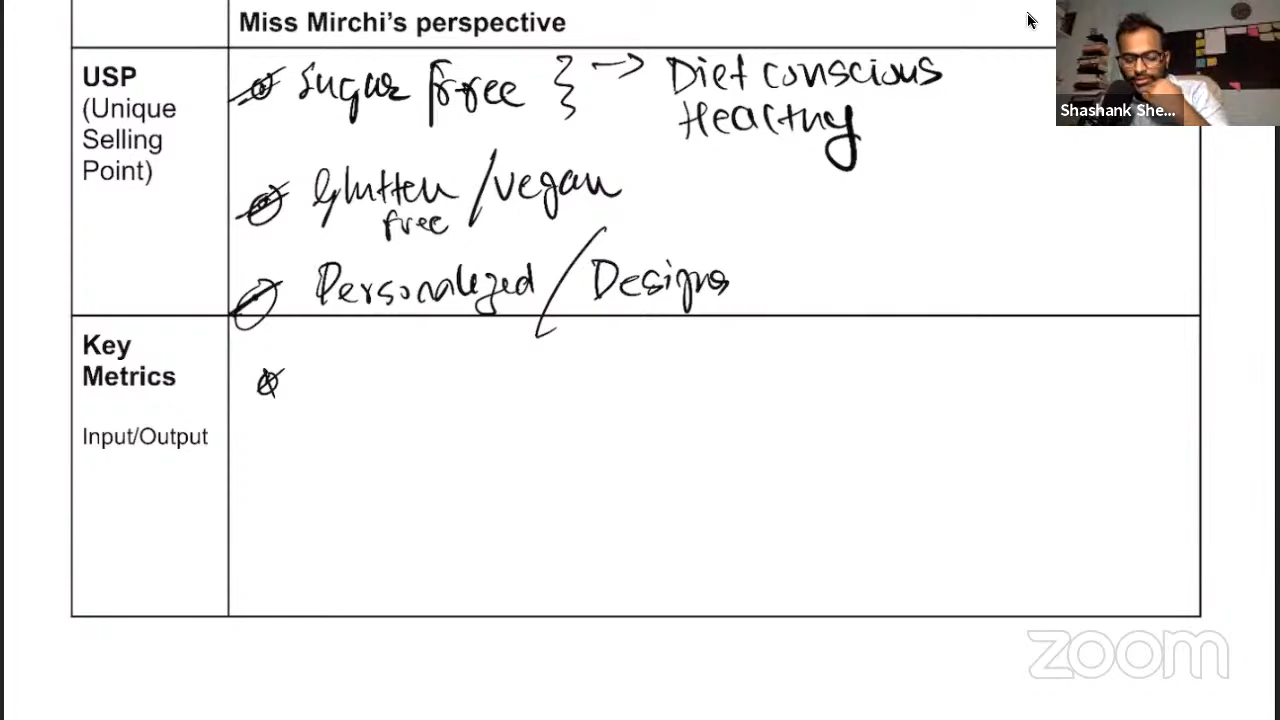 Miss Mirchi's perspective
Shashank She...
USP
(Unique
Selling
Point)
Sugar free } → Diet conscious
Healthy
Glutten / vegan
free
Personalized / Designs
Key
Metrics
Input/Output
zoom